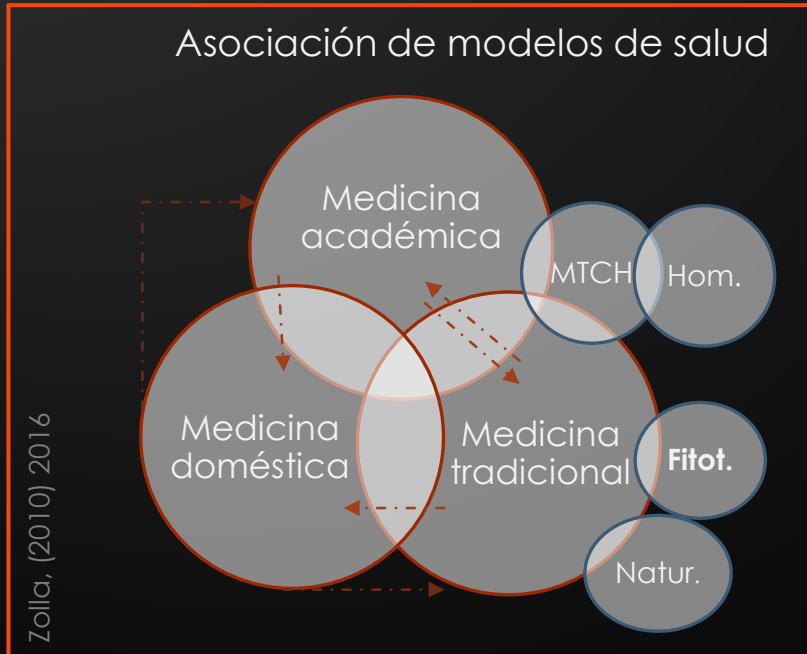 Asociación de modelos de salud
Medicina
académica
MTCH
Hom.
Medicina
doméstica
Medicina
tradicional
Fitot.
Natur.
Zolla, (2010) 2016